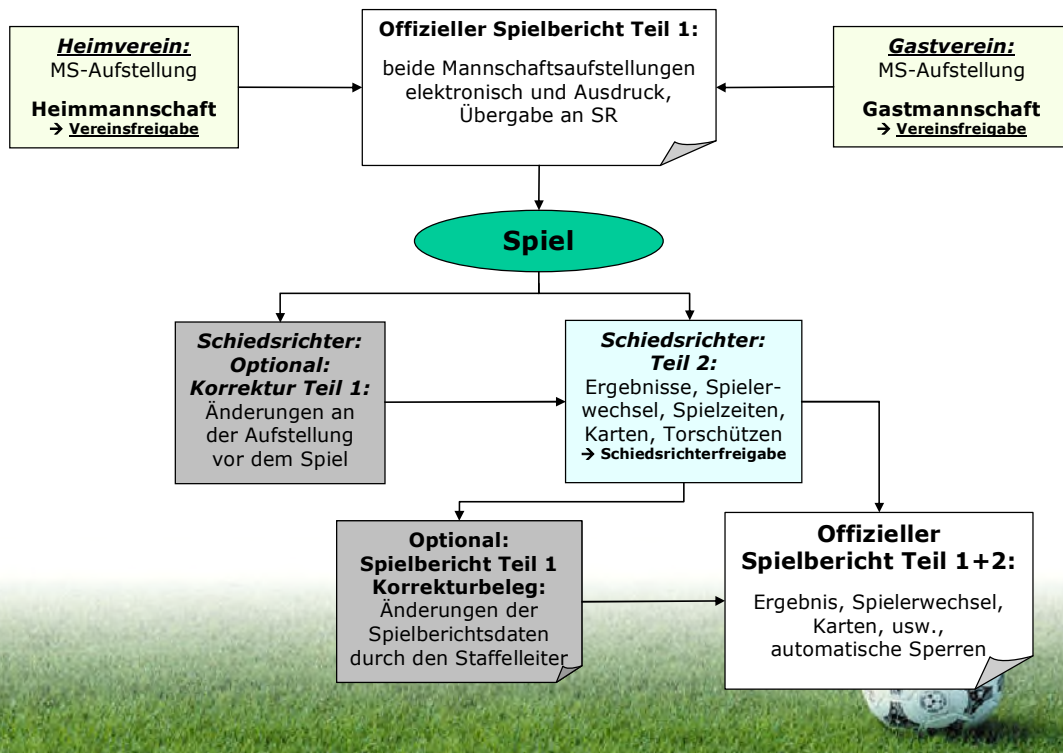 Heimverein:
MS-Aufstellung
Heimmannschaft
→ Vereinsfreigabe
Offizieller Spielbericht Teil 1:
beide Mannschaftsaufstellungen
elektronisch und Ausdruck,
Übergabe an SR
Gastverein:
MS-Aufstellung
Gastmannschaft
→ Vereinsfreigabe
Spiel
Schiedsrichter:
Optional:
Korrektur Teil 1:
Änderungen an
der Aufstellung
vor dem Spiel
Schiedsrichter:
Teil 2:
Ergebnisse, Spieler-
wechsel, Spielzeiten,
Karten, Torschützen
→ Schiedsrichterfreigabe
Optional:
Spielbericht Teil 1
Korrekturbeleg:
Änderungen der
Spielberichtsdaten
durch den Staffelleiter
Offizieller
Spielbericht Teil 1+2:
Ergebnis, Spielerwechsel,
Karten, usw.,
automatische Sperren